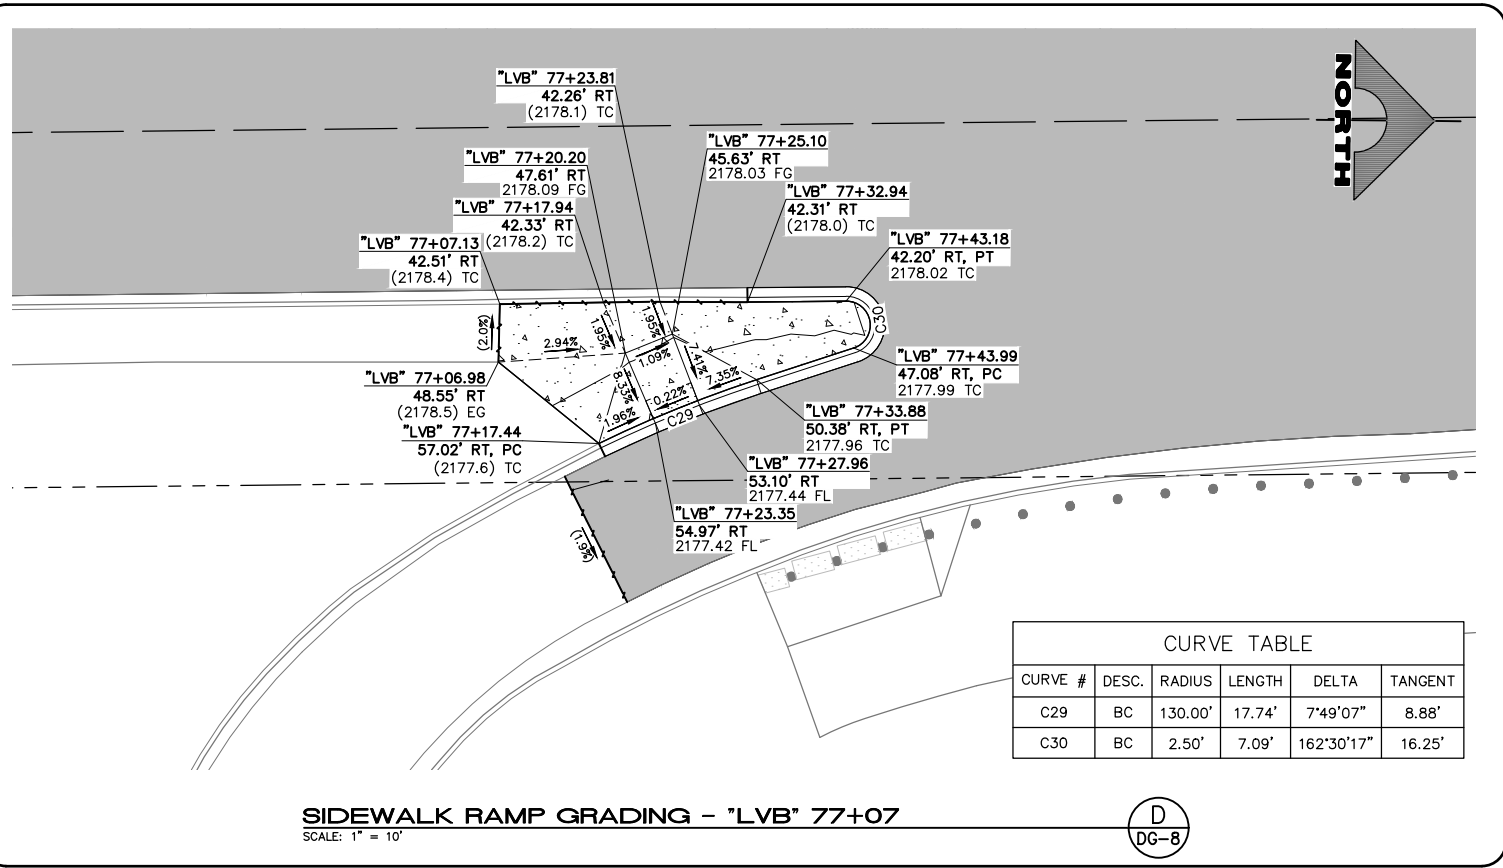 "LVB" 77+23.81
42.26' RT
(2178.1) TC
NORTH
"LVB" 77+25.10
45.63' RT
2178.03 FG
"LVB" 77+20.20
47.61' RT
2178.09 FG
"LVB" 77+32.94
42.31' RT
(2178.0) TC
"LVB" 77+17.94
42.33' RT
(2178.2) TC
"LVB" 77+07.13
42.51' RT
(2178.4) TC
"LVB" 77+43.18
42.20' RT, PT
2178.02 TC
(2.0%)
2.94%
1.95%
1.95%
1.09%
7.41%
7.35%
8.33%
0.22%
1.96%
C29
C30
"LVB" 77+43.99
47.08' RT, PC
2177.99 TC
"LVB" 77+06.98
48.55' RT
(2178.5) EG
"LVB" 77+33.88
50.38' RT, PT
2177.96 TC
"LVB" 77+17.44
57.02' RT, PC
(2177.6) TC
"LVB" 77+27.96
53.10' RT
2177.44 FL
"LVB" 77+23.35
54.97' RT
2177.42 FL
(1.9%)
CURVE TABLE
CURVE # DESC. RADIUS LENGTH DELTA TANGENT
C29 BC 130.00' 17.74' 7°49'07" 8.88'
C30 BC 2.50' 7.09' 162°30'17" 16.25'
SIDEWALK RAMP GRADING - "LVB" 77+07
SCALE: 1" = 10'
D
DG-8